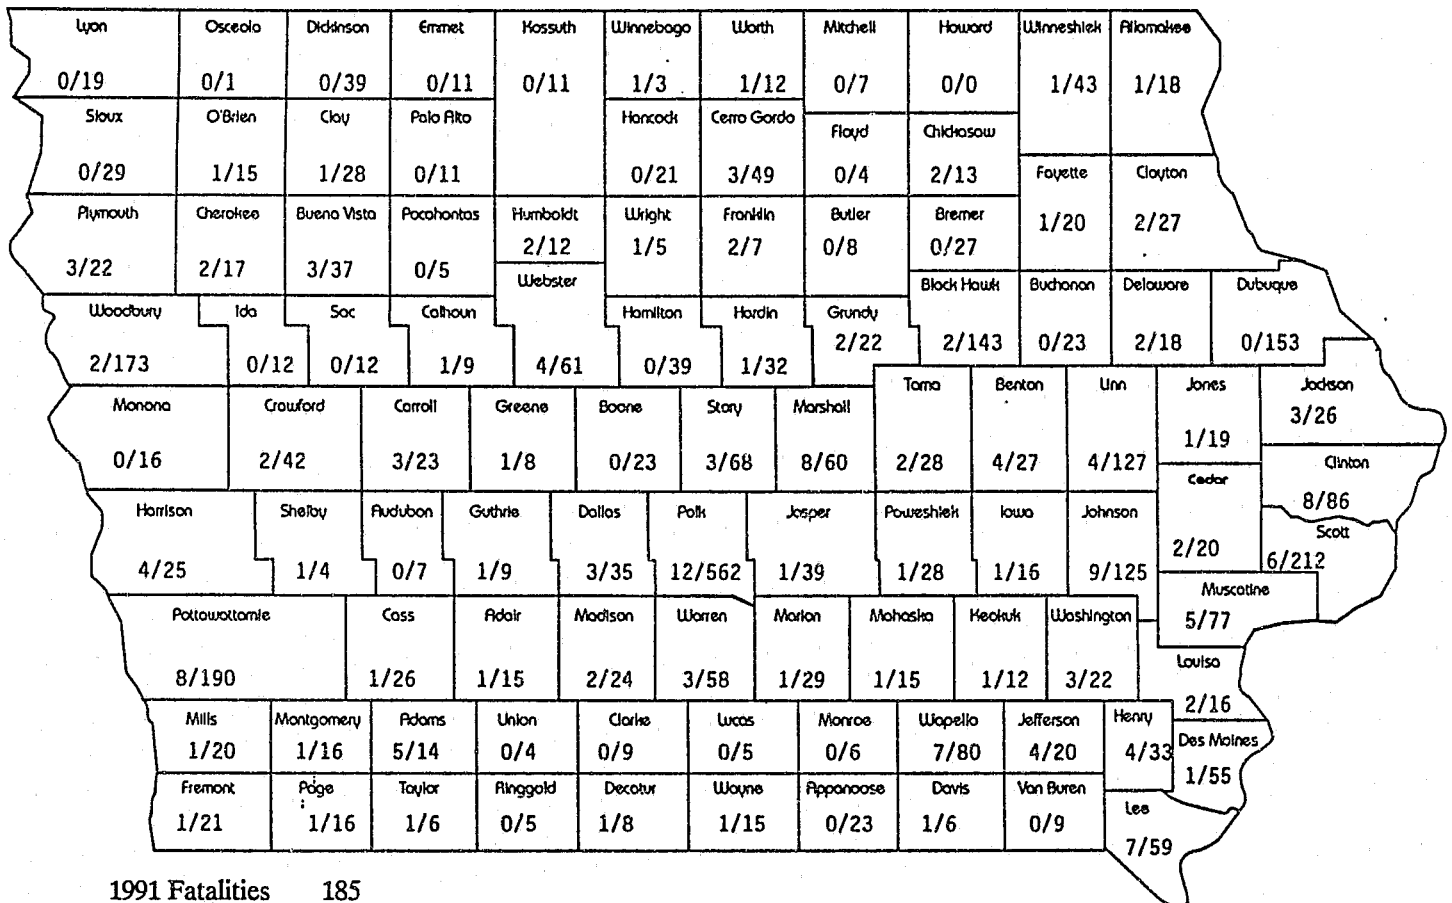 Lyon Osceola Dickinson Emmet Kossuth Winnebago Worth Mitchell Howard Winneshiek Allamakee
0/19 0/1 0/39 0/11 0/11 1/3 1/12 0/7 0/0 1/43 1/18
Sioux O'Brien Clay Palo Alto Hancock Cerro Gordo Floyd Chickasaw
0/29 1/15 1/28 0/11 0/21 3/49 0/4 2/13
Fayette Clayton
1/20 2/27
Plymouth Cherokee Buena Vista Pocahontas Humboldt Wright Franklin Butler Bremer
3/22 2/17 3/37 0/5 2/12 1/5 2/7 0/8 0/27
Webster Black Hawk Buchanan Delaware Dubuque
4/61 2/143 0/23 2/18 0/153
Woodbury Ida Sac Calhoun Hamilton Hardin Grundy
2/173 0/12 0/12 1/9 0/39 1/32 2/22
Monona Crawford Carroll Greene Boone Story Marshall Tama Benton Linn Jones Jackson
0/16 2/42 3/23 1/8 0/23 3/68 8/60 2/28 4/27 4/127 1/19 3/26
Clinton
8/86
Cedar
2/20
Scott
6/212
Harrison Shelby Audubon Guthrie Dallas Polk Jasper Poweshiek Iowa Johnson
4/25 1/4 0/7 1/9 3/35 12/562 1/39 1/28 1/16 9/125
Muscatine
5/77
Pottawattamie Cass Adair Madison Warren Marion Mahaska Keokuk Washington
8/190 1/26 1/15 2/24 3/58 1/29 1/15 1/12 3/22
Louisa
2/16
Mills Montgomery Adams Union Clarke Lucas Monroe Wapello Jefferson Henry Des Moines
1/20 1/16 5/14 0/4 0/9 0/5 0/6 7/80 4/20 4/33 1/55
Fremont Page Taylor Ringgold Decatur Wayne Appanoose Davis Van Buren Lee
1/21 1/16 1/6 0/5 1/8 1/15 0/23 1/6 0/9 7/59
1991 Fatalities 185